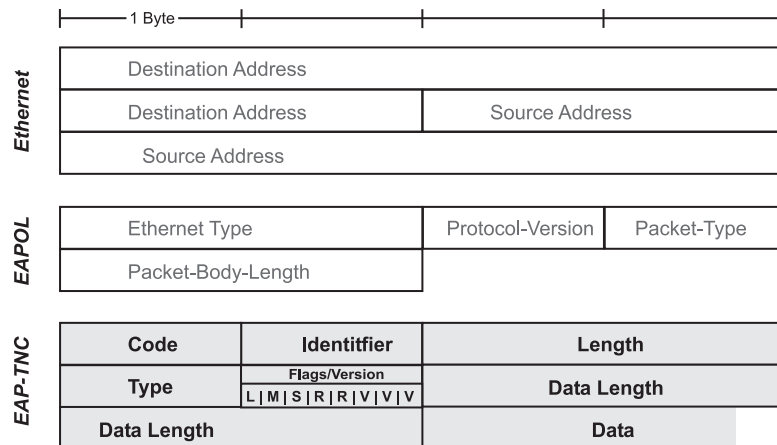 1 Byte
Ethernet
Destination Address
Destination Address Source Address
Source Address
EAPOL
Ethernet Type Protocol-Version Packet-Type
Packet-Body-Length
EAP-TNC
Code Identitfier Length
Type Flags/Version Data Length
L | M | S | R | R | V | V | V
Data Length Data